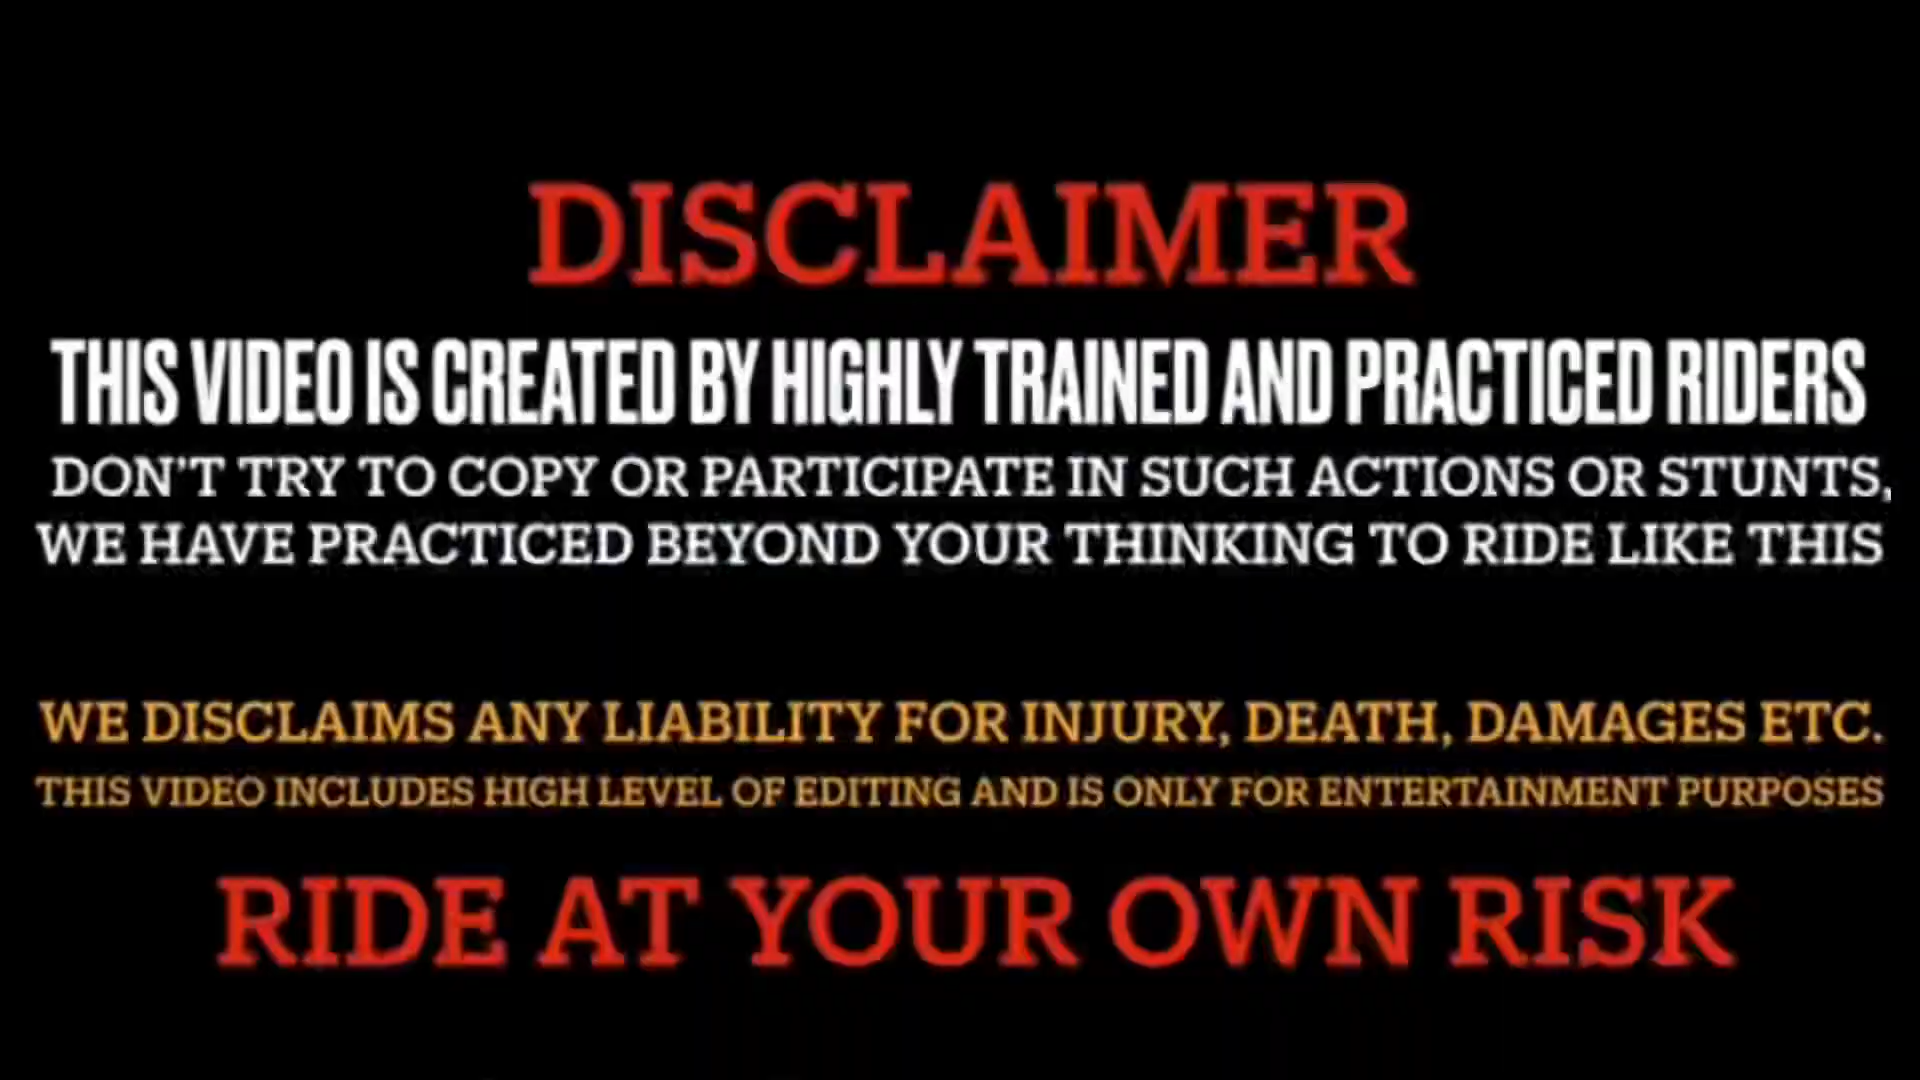 DISCLAIMER
THIS VIDEO IS CREATED BY HIGHLY TRAINED AND PRACTICED RIDERS
DON'T TRY TO COPY OR PARTICIPATE IN SUCH ACTIONS OR STUNTS,
WE HAVE PRACTICED BEYOND YOUR THINKING TO RIDE LIKE THIS
WE DISCLAIMS ANY LIABILITY FOR INJURY, DEATH, DAMAGES ETC.
THIS VIDEO INCLUDES HIGH LEVEL OF EDITING AND IS ONLY FOR ENTERTAINMENT PURPOSES
RIDE AT YOUR OWN RISK